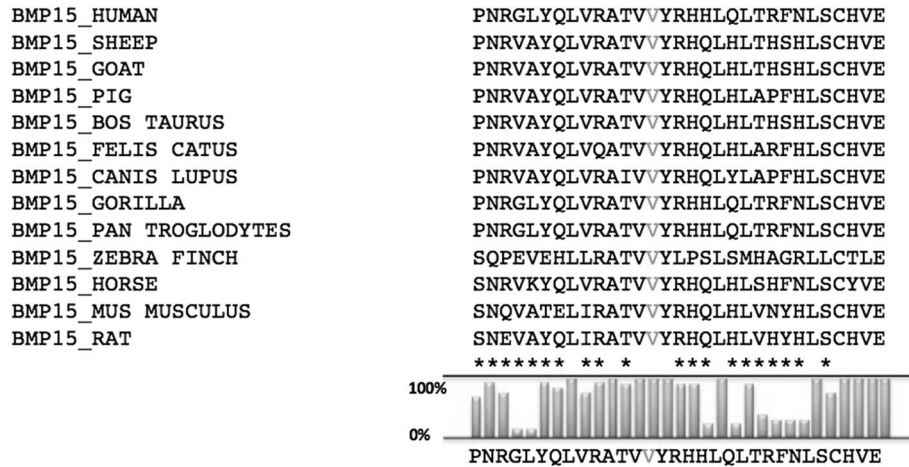 BMP15_HUMAN PNRGLYQLVRATVVYRHHLQLTRFNLSCHVE
BMP15_SHEEP PNRVAYQLVRATVVYRHQLHLTHSHLSCHVE
BMP15_GOAT PNRVAYQLVRATVVYRHQLHLTHSHLSCHVE
BMP15_PIG PNRVAYQLVRATVVYRHQLHLAPFHLSCHVE
BMP15_BOS TAURUS PNRVAYQLVRATVVYRHQLHLTHSHLSCHVE
BMP15_FELIS CATUS PNRVAYQLVQATVVYRHQLHLARFHLSCHVE
BMP15_CANIS LUPUS PNRVAYQLVRAIVVYRHQLYLAPFHLSCHVE
BMP15_GORILLA PNRGLYQLVRATVVYRHHLQLTRFNLSCHVE
BMP15_PAN TROGLODYTES PNRGLYQLVRATVVYRHHLQLTRFNLSCHVE
BMP15_ZEBRA FINCH SQPEVEHLLRATVVYLPSLSMHAGRLLCTLE
BMP15_HORSE SNRVKYQLVRATVVYRHQLHLSHFNLSCYVE
BMP15_MUS MUSCULUS SNQVATELIRATVVYRHQLHLVNYHLSCHVE
BMP15_RAT SNEVAYQLIRATVVYRHQLHLVHYHLSCHVE
******* ** * *** ****** *
100%
0%
PNRGLYQLVRATVVYRHHLQLTRFNLSCHVE